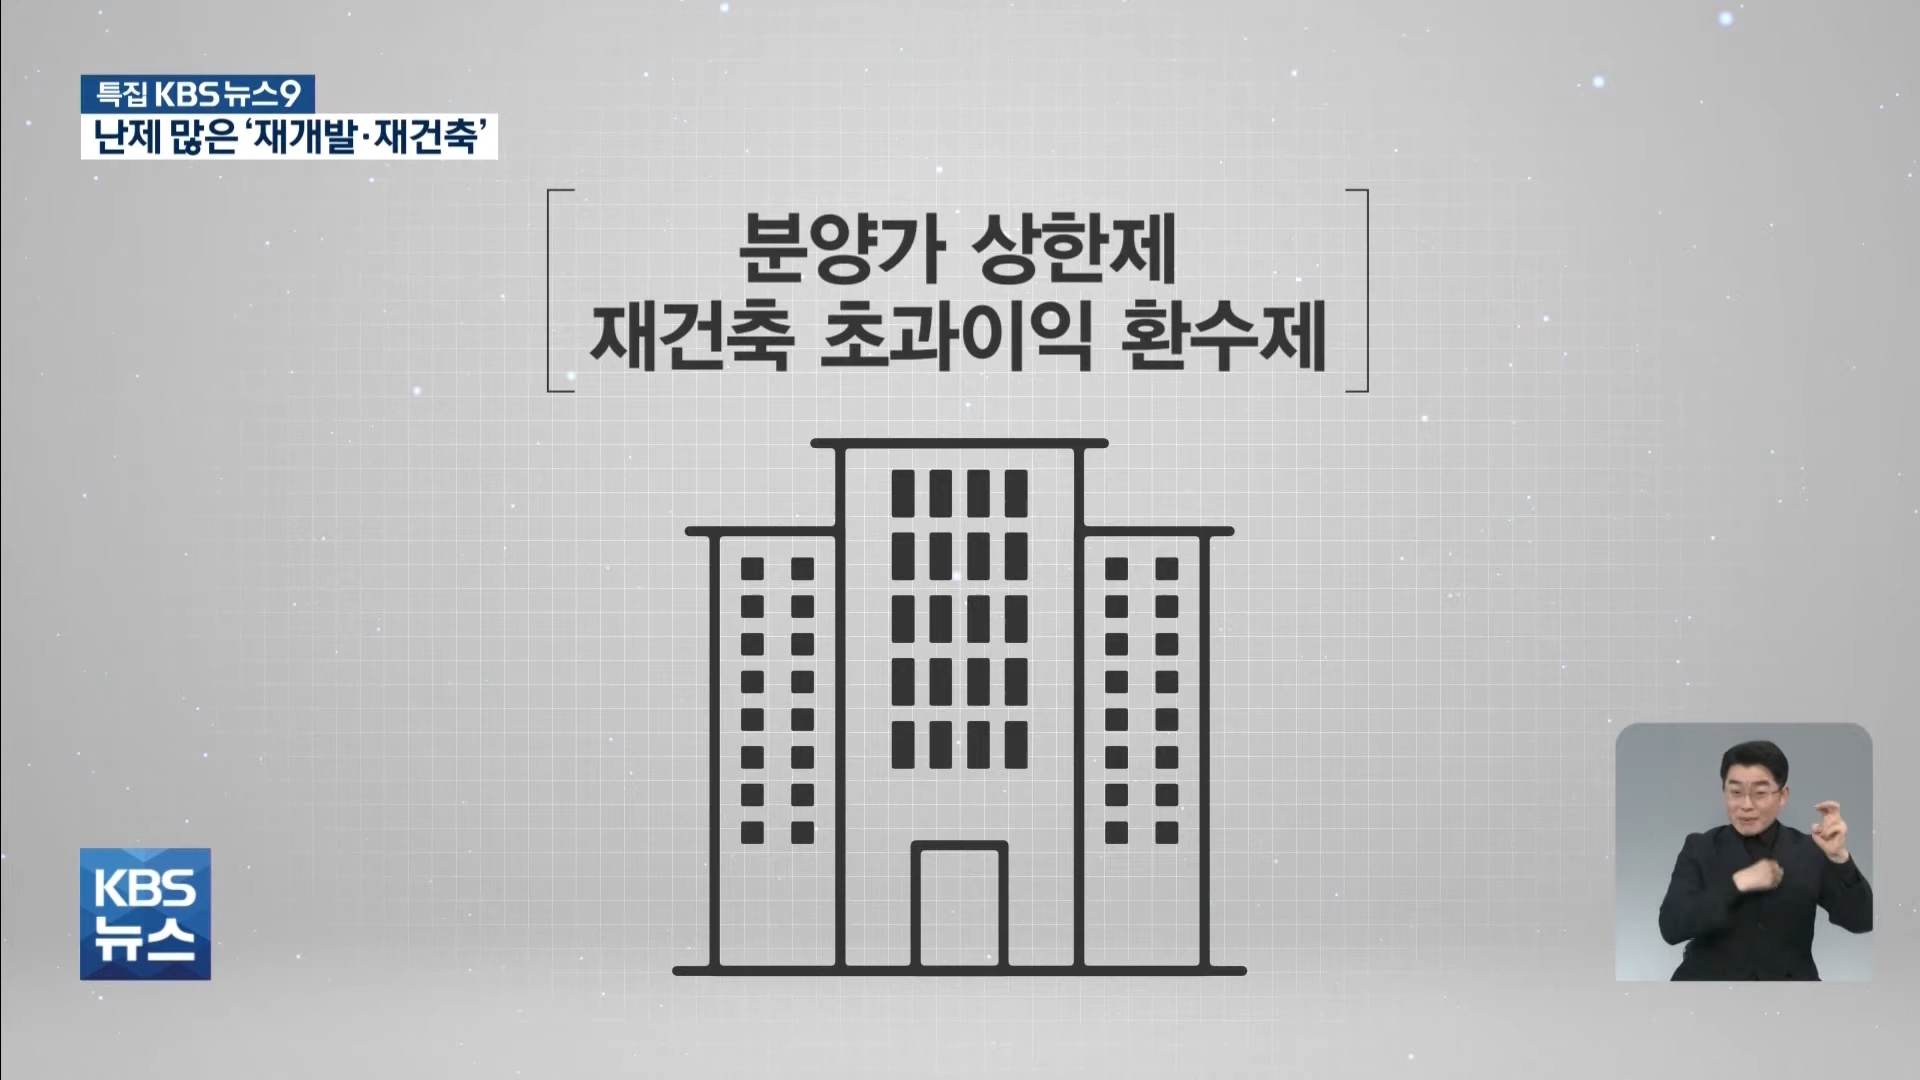 특집 KBS 뉴스9
난제 많은 ‘재개발·재건축’
분양가 상한제
재건축 초과이익 환수제
KBS
뉴스